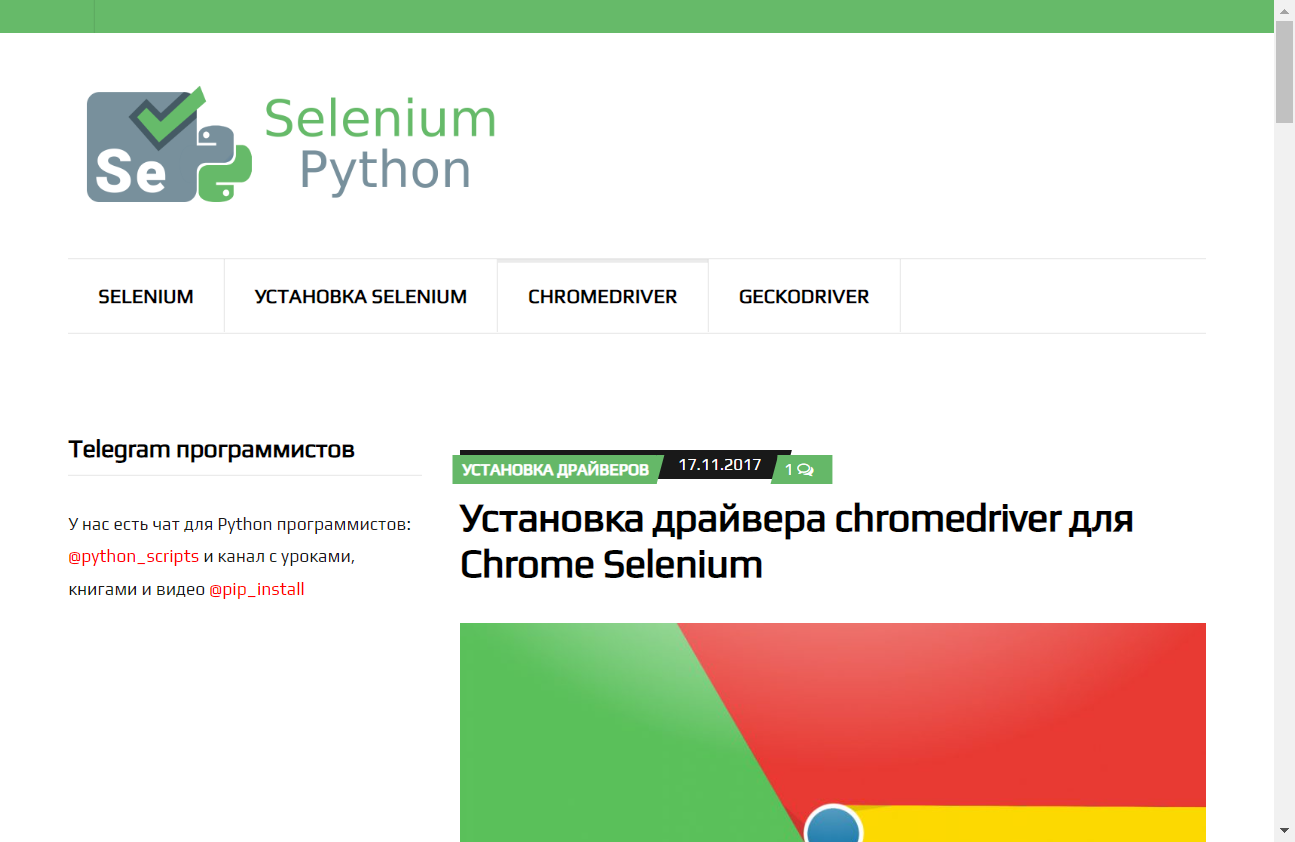 Se
Selenium
Python
SELENIUM
УСТАНОВКА SELENIUM
CHROMEDRIVER
GECKODRIVER
Telegram программистов
У нас есть чат для Python программистов:
@python_scripts и канал с уроками,
книгами и видео @pip_install
УСТАНОВКА ДРАЙВЕРОВ
17.11.2017
1
Установка драйвера chromedriver для
Chrome Selenium